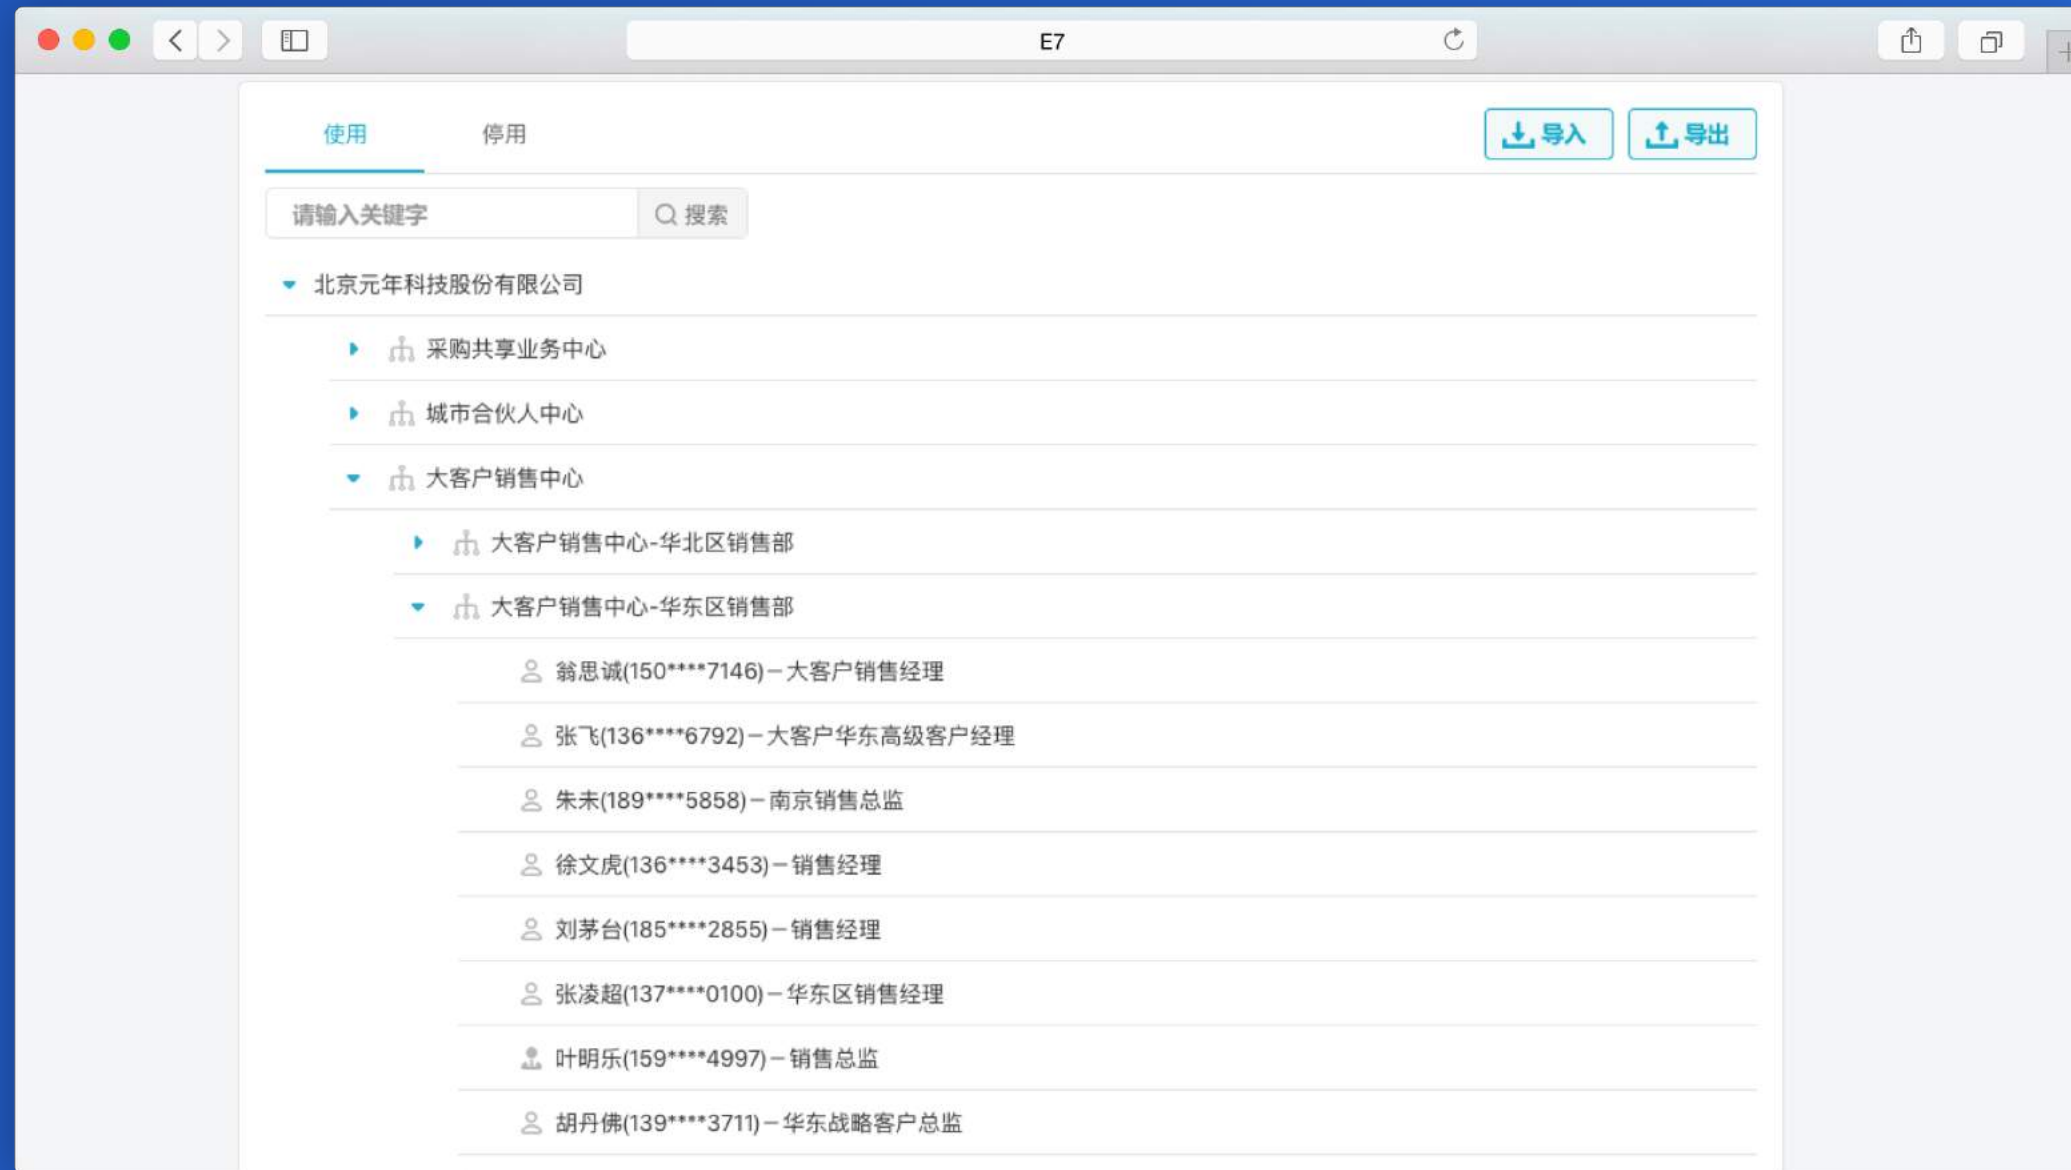 E7
使用 停用 导入 导出
请输入关键字 搜索
北京元年科技股份有限公司
采购共享业务中心
城市合伙人中心
大客户销售中心
大客户销售中心-华北区销售部
大客户销售中心-华东区销售部
翁思诚(150****7146)－大客户销售经理
张飞(136****6792)－大客户华东高级客户经理
朱未(189****5858)－南京销售总监
徐文虎(136****3453)－销售经理
刘茅台(185****2855)－销售经理
张凌超(137****0100)－华东区销售经理
叶明乐(159****4997)－销售总监
胡丹佛(139****3711)－华东战略客户总监